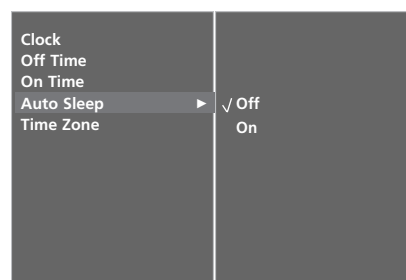 Clock
Off Time
On Time
Auto Sleep ►
Time Zone
√ Off
On